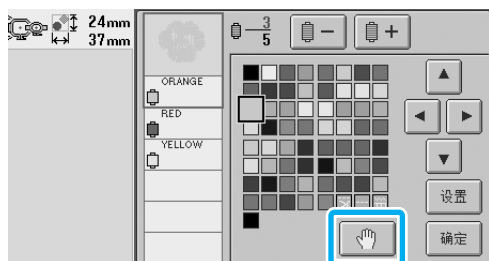 24mm
37mm
3
5
−
+
ORANGE
RED
YELLOW
设置
确定